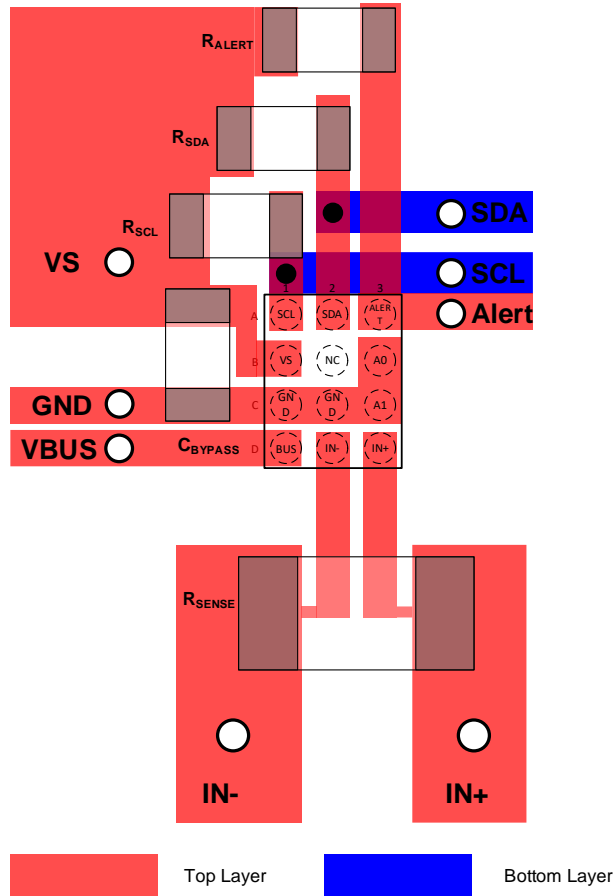 RALERT
RSDA
RSCL
SDA
VS
SCL
1 2 3
Alert
A SCL SDA ALER
T
B VS NC A0
GND
C GN
D GN
D A1
VBUS
CBYPASS
D BUS IN- IN+
RSENSE
IN- IN+
Top Layer Bottom Layer